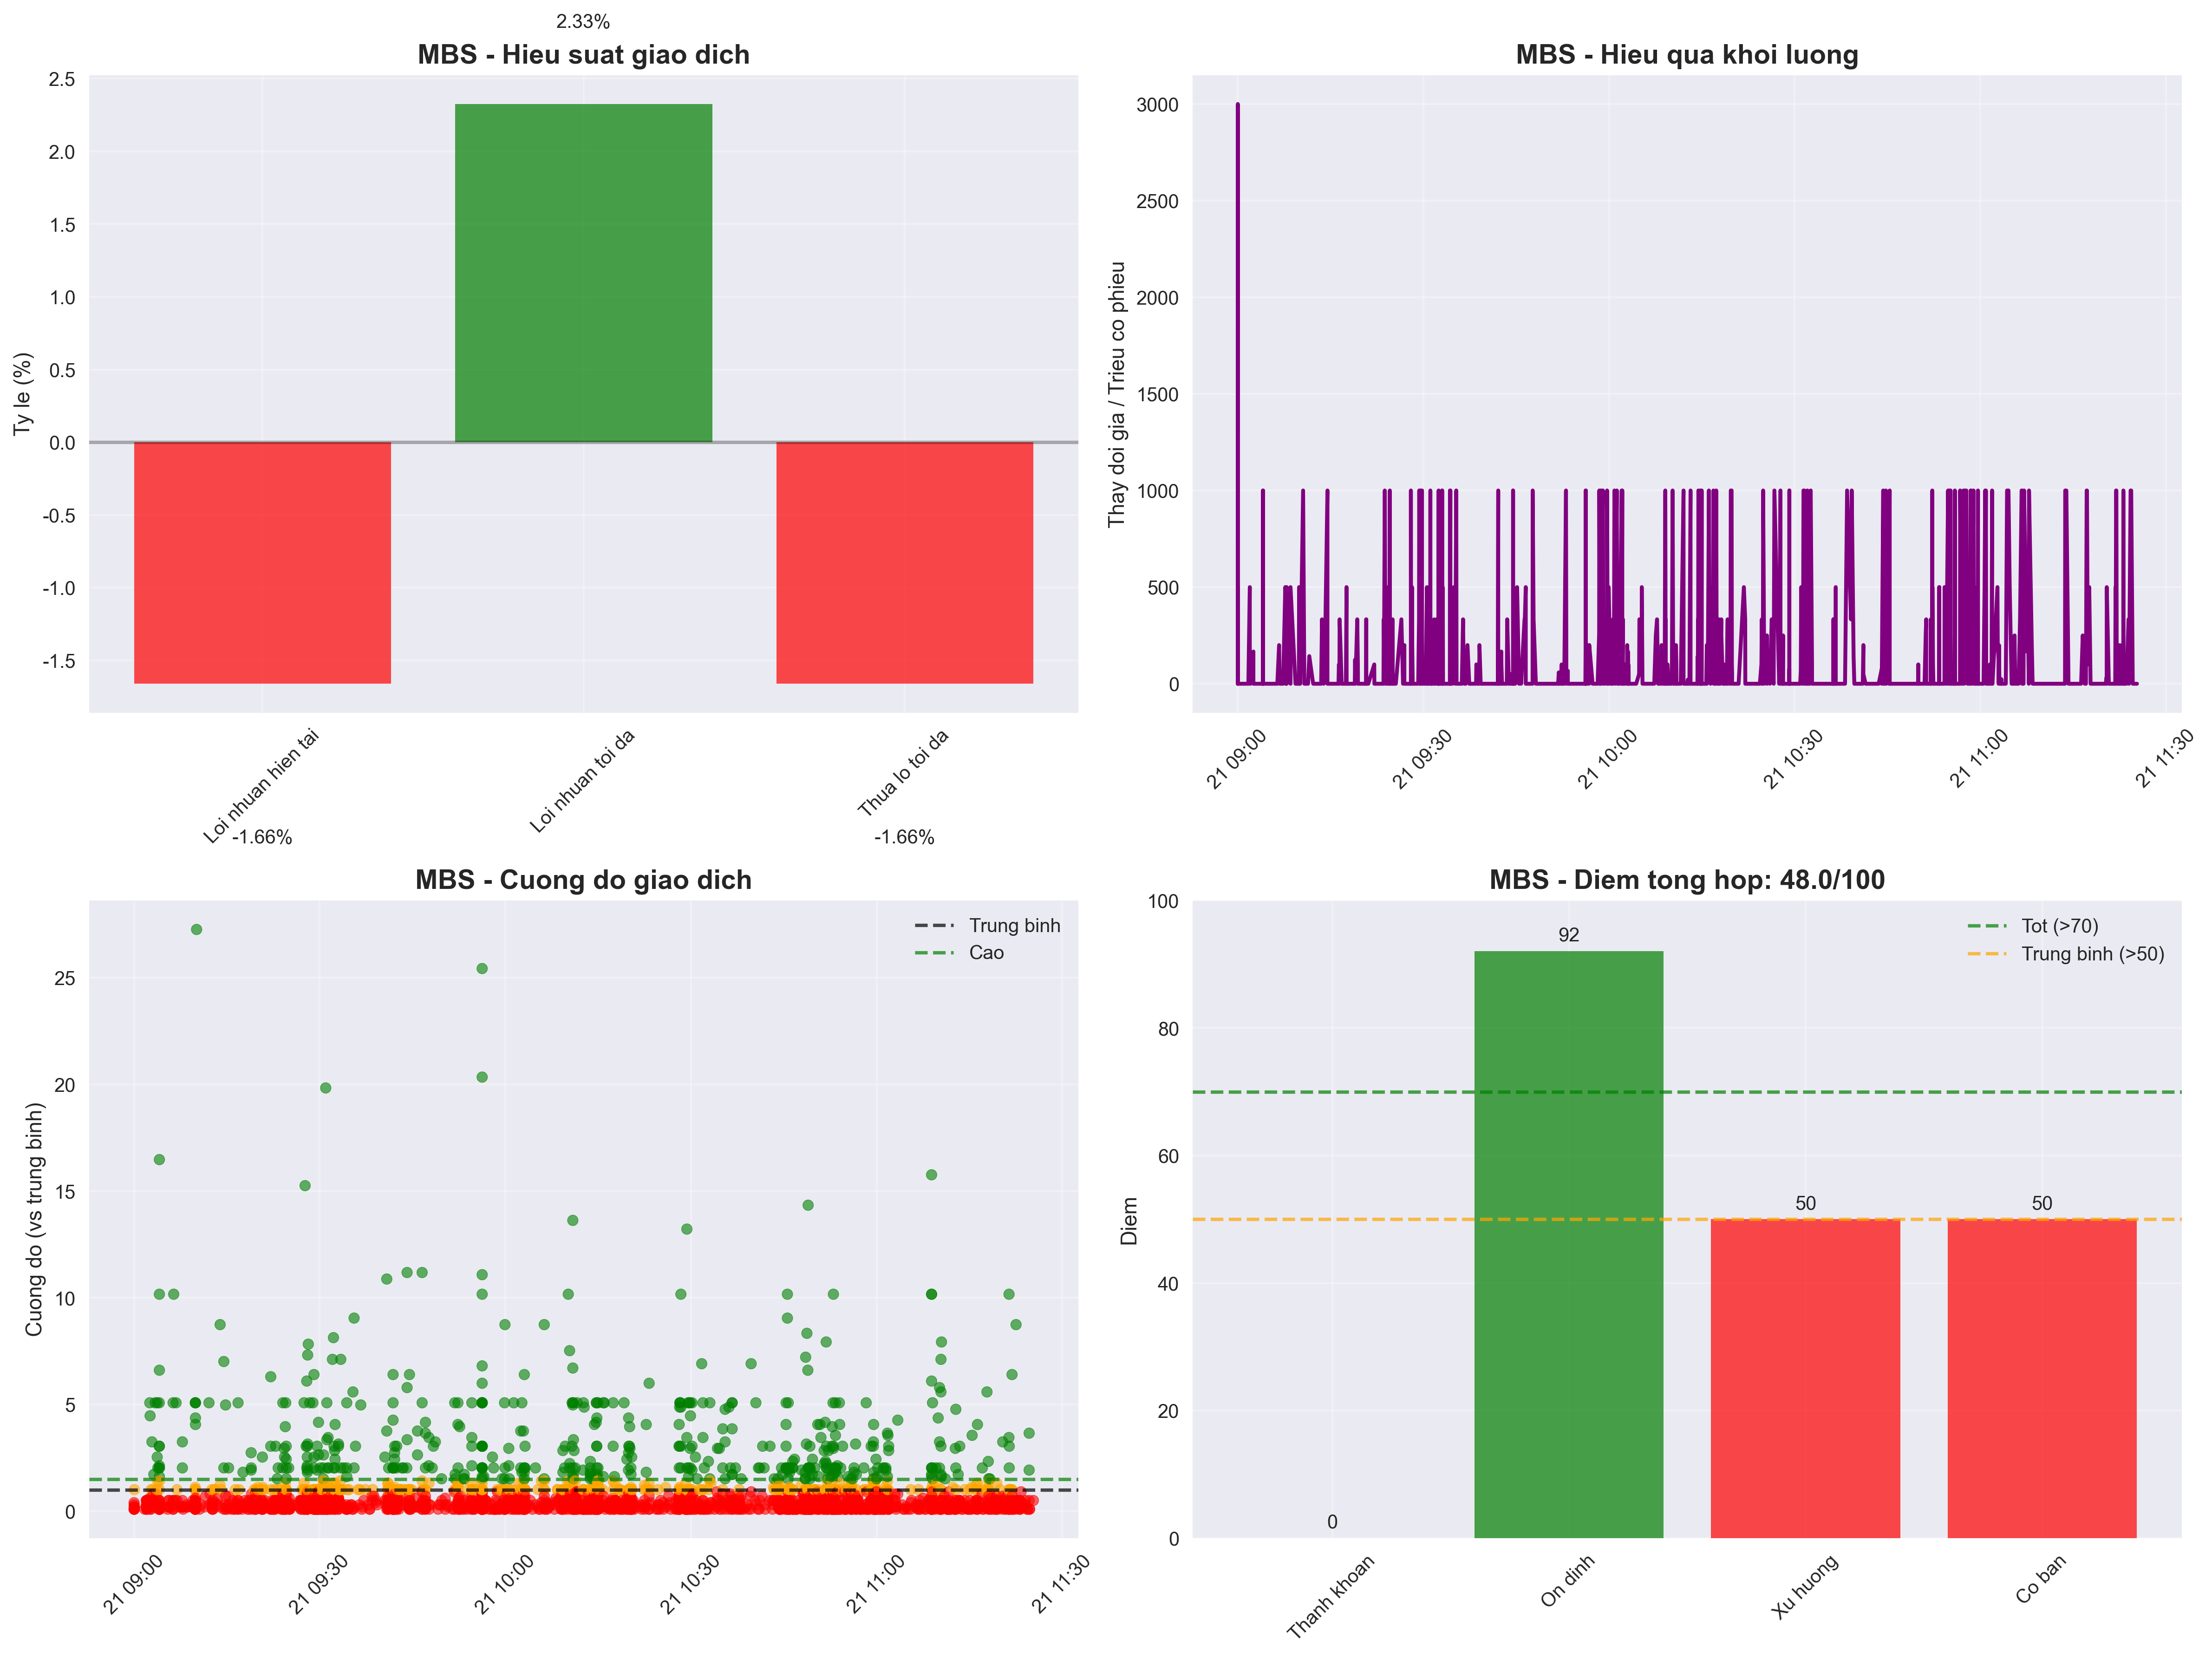 2.33%
MBS - Hieu suat giao dich
Ty le (%)
2.5
2.0
1.5
1.0
0.5
0.0
-0.5
-1.0
-1.5
Loi nhuan hien tai
Loi nhuan toi da
Thua lo toi da
-1.66%
-1.66%
MBS - Hieu qua khoi luong
Thay doi gia / Trieu co phieu
3000
2500
2000
1500
1000
500
0
21 09:00
21 09:30
21 10:00
21 10:30
21 11:00
21 11:30
MBS - Cuong do giao dich
Trung binh
Cao
Cuong do (vs trung binh)
25
20
15
10
5
0
21 09:00
21 09:30
21 10:00
21 10:30
21 11:00
21 11:30
MBS - Diem tong hop: 48.0/100
Tot (>70)
Trung binh (>50)
Diem
100
80
60
40
20
0
0
92
50
50
Thanh khoan
On dinh
Xu huong
Co ban